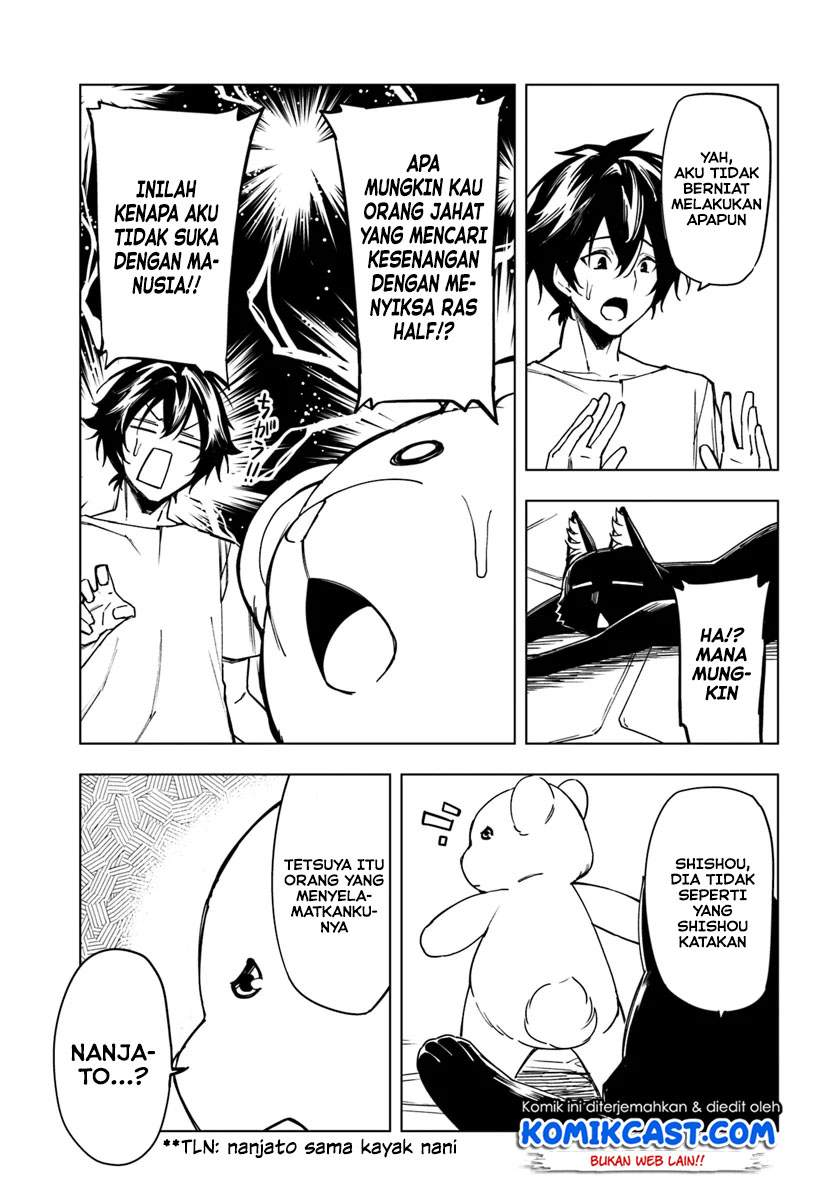 YAH,
AKU TIDAK
BERNIAT
MELAKUKAN
APAPUN
APA
MUNGKIN KAU
ORANG JAHAT
YANG MENCARI
KESENANGAN
DENGAN ME-
NYIKSA RAS
HALF!?
INILAH
KENAPA AKU
TIDAK SUKA
DENGAN MA-
NUSIA!!
ちがう!!
HA!?
MANA
MUNG-
KIN
SHISHOU,
DIA TIDAK
SEPERTI
YANG
SHISHOU
KATAKAN
!!
TETSUYA ITU
ORANG YANG
MENYELA-
MATKANKU-
NYA
NANJA-
TO...?
**TLN: nanjato sama kayak nani
Komik ini diterjemahkan & diedit oleh
KOMIKCAST.COM
BUKAN WEB LAIN!!